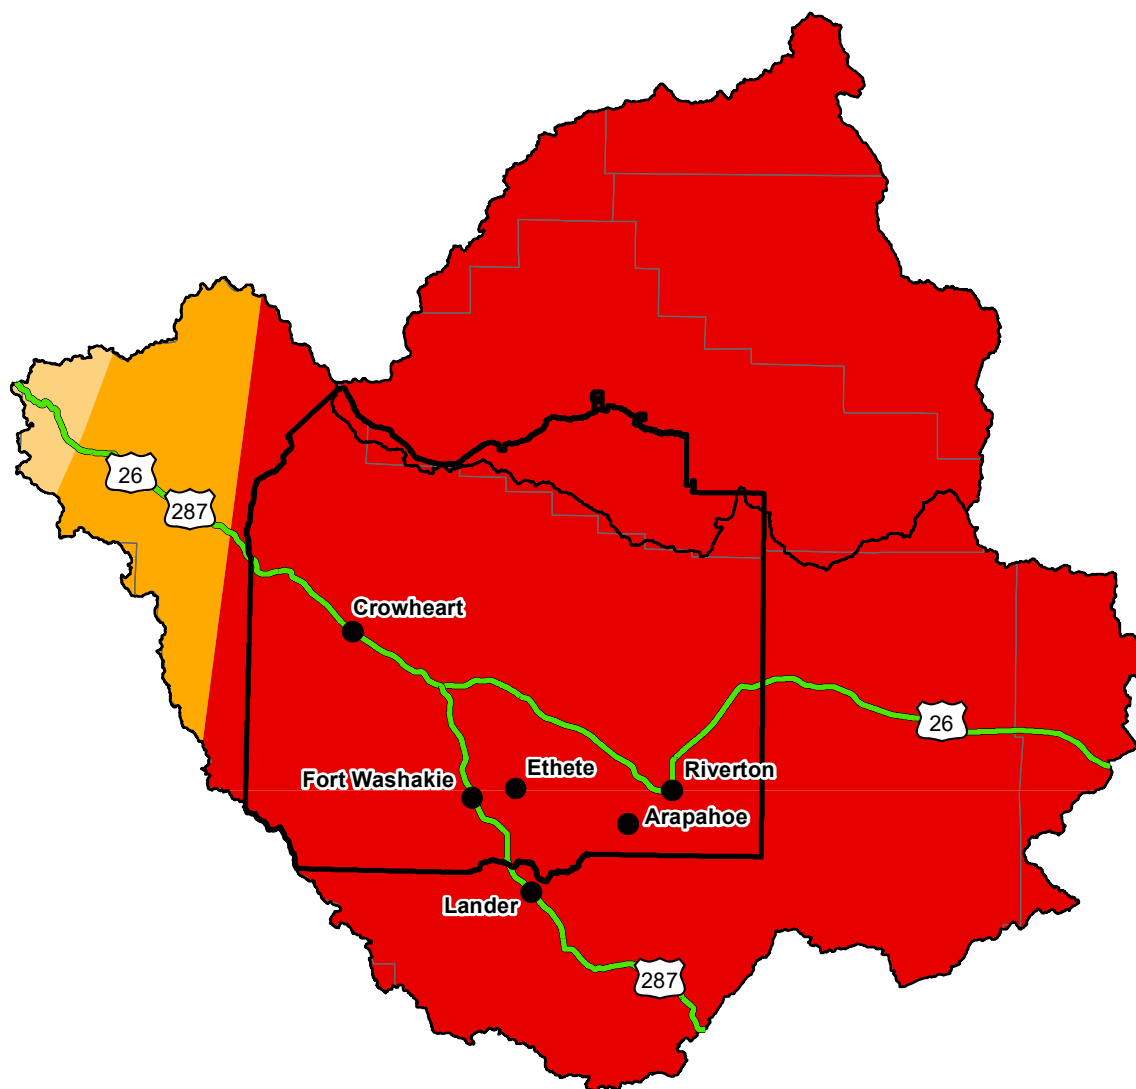 26
287
Crowheart
26
Ethete
Riverton
Fort Washakie
Arapahoe
Lander
287